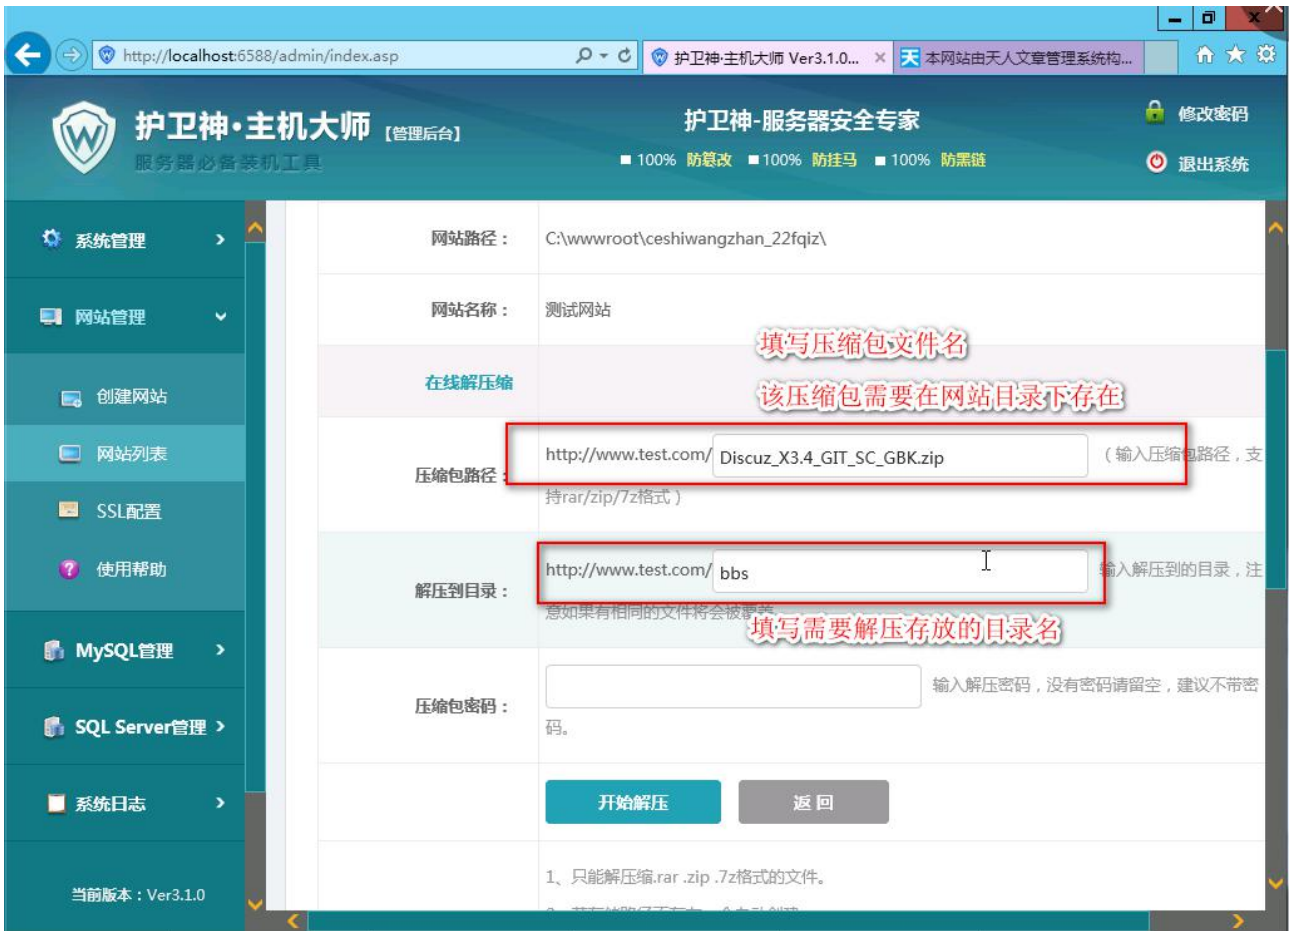 http://localhost:6588/admin/index.asp
护卫神·主机大师 Ver3.1.0...
本网站由天人文章管理系统构...
护卫神·主机大师【管理后台】
服务器必备装机工具
护卫神-服务器安全专家
100% 防篡改 100% 防挂马 100% 防黑链
修改密码
退出系统
系统管理
网站管理
创建网站
网站列表
SSL配置
使用帮助
MySQL管理
SQL Server管理
系统日志
当前版本：Ver3.1.0
网站路径： C:\wwwroot\ceshiwangzhan_22fqiz\
网站名称： 测试网站
填写压缩包文件名
在线解压缩
该压缩包需要在网站目录下存在
压缩包路径： http://www.test.com/ Discuz_X3.4_GIT_SC_GBK.zip （输入压缩包路径，支
持rar/zip/7z格式）
解压到目录： http://www.test.com/ bbs 输入解压到的目录，注
意如果有相同的文件将会被覆盖
填写需要解压存放的目录名
压缩包密码： 输入解压密码，没有密码请留空，建议不带密
码。
开始解压 返 回
1、只能解压缩.rar .zip .7z格式的文件。